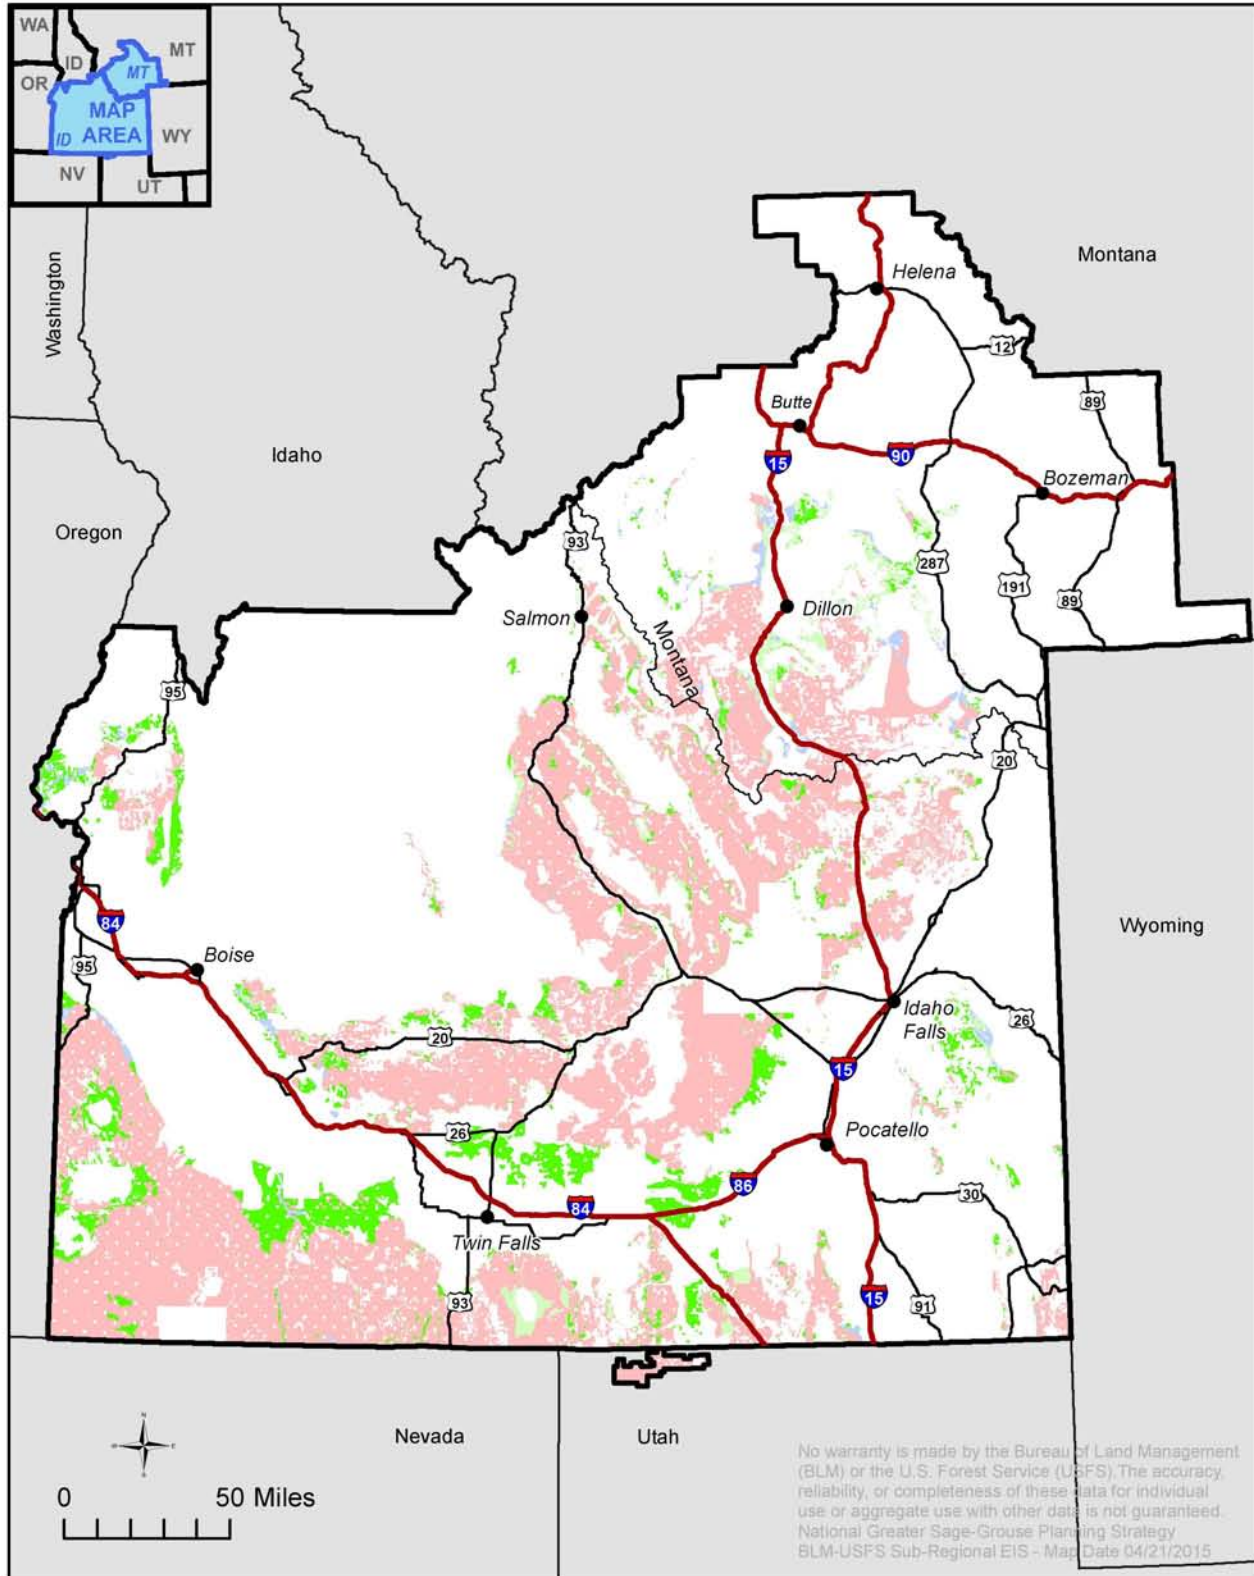 WA
ID
MT
OR
MT
MAP
AREA
ID
WY
NV
UT
Washington
Montana
Helena
12
Butte
89
Idaho
15
90
Bozeman
Oregon
93
287
191
89
Salmon
Dillon
Montana
95
20
84
Wyoming
Boise
95
Idaho
Falls
26
20
15
26
Pocatello
86
30
84
Twin Falls
93
15
91
Nevada
Utah
No warranty is made by the Bureau of Land Management
(BLM) or the U.S. Forest Service (USFS). The accuracy,
reliability, or completeness of these data for individual
use or aggregate use with other data is not guaranteed.
National Greater Sage-Grouse Planning Strategy
BLM-USFS Sub-Regional EIS - Map Date 04/21/2015
N
W
E
S
0 50 Miles